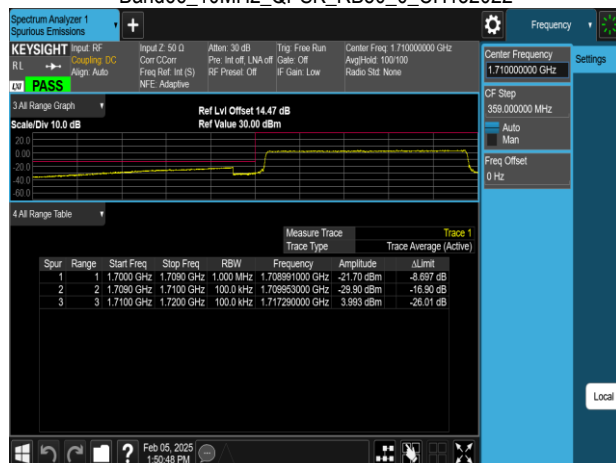 Spectrum Analyzer 1
Spurious Emissions
+
Frequency
KEYSIGHT
RL
Input: RF
Coupling: DC
Align: Auto
Input Z: 50 Ω
Corr CCorr
Freq Ref: Int (S)
NFE: Adaptive
Atten: 30 dB
Pre: Int off, LNA off
RF Preset: Off
Trig: Free Run
Gate: Off
IF Gain: Low
Center Freq: 1.710000000 GHz
Avg|Hold: 100/100
Radio Std: None
LXI PASS
3 All Range Graph
Scale/Div 10.0 dB
Ref Lvl Offset 14.47 dB
Ref Value 30.00 dBm
20.0
0.00
-20.0
-40.0
-60.0
4 All Range Table
Measure Trace Trace 1
Trace Type Trace Average (Active)
Spur Range Start Freq Stop Freq RBW Frequency Amplitude ΔLimit
1 1 1.7000 GHz 1.7090 GHz 1.000 MHz 1.708991000 GHz -21.70 dBm -8.697 dB
2 2 1.7090 GHz 1.7100 GHz 100.0 kHz 1.709953000 GHz -29.90 dBm -16.90 dB
3 3 1.7100 GHz 1.7200 GHz 100.0 kHz 1.717290000 GHz 3.993 dBm -26.01 dB
Center Frequency
1.710000000 GHz
Settings
CF Step
359.000000 MHz
Auto
Man
Freq Offset
0 Hz
Local
?
Feb 05, 2025
1:50:48 PM